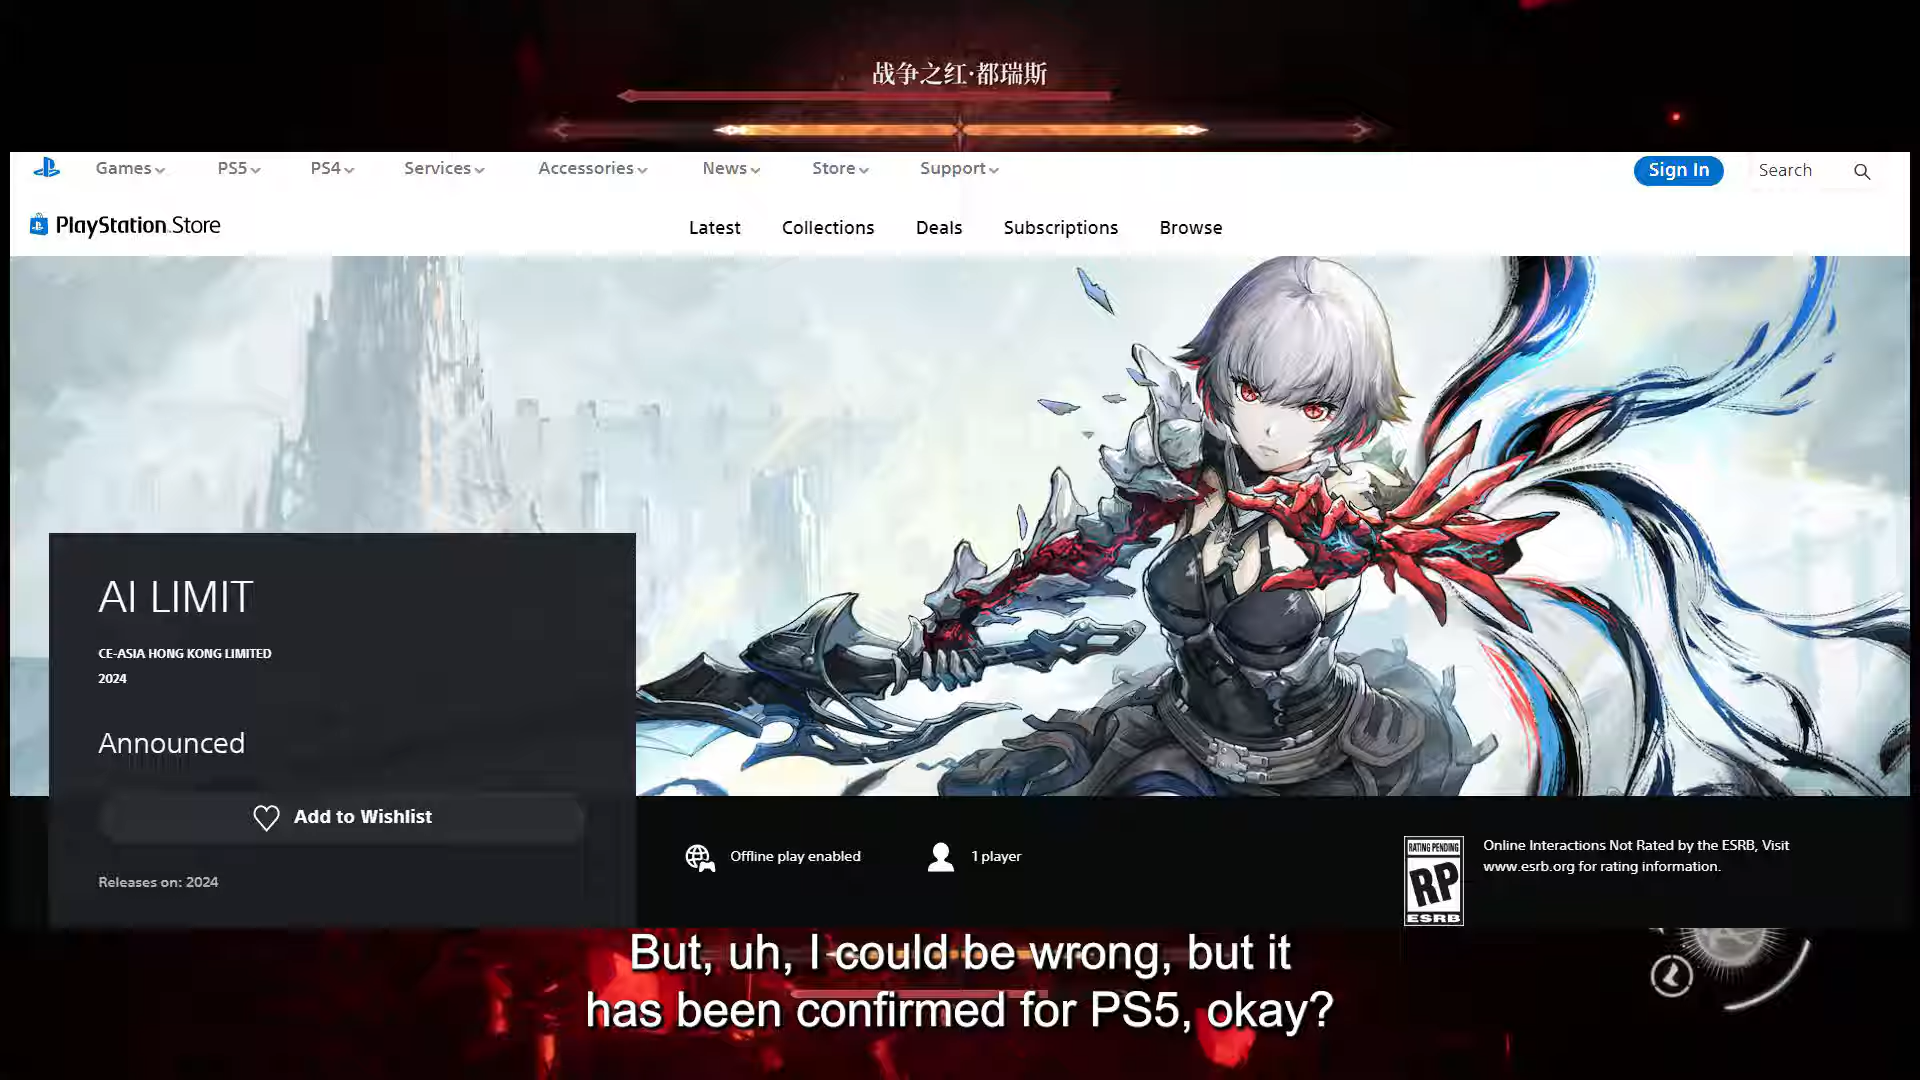 战争之红·都瑞斯
Games PS5 PS4 Services Accessories News Store Support Sign In Search
PlayStation Store Latest Collections Deals Subscriptions Browse
AI LIMIT
CE-ASIA HONG KONG LIMITED
2024
Announced
Add to Wishlist
Releases on: 2024
Offline play enabled 1 player
RATING PENDING
RP
ESRB
Online Interactions Not Rated by the ESRB, Visit
www.esrb.org for rating information.
But, uh, I could be wrong, but it
has been confirmed for PS5, okay?